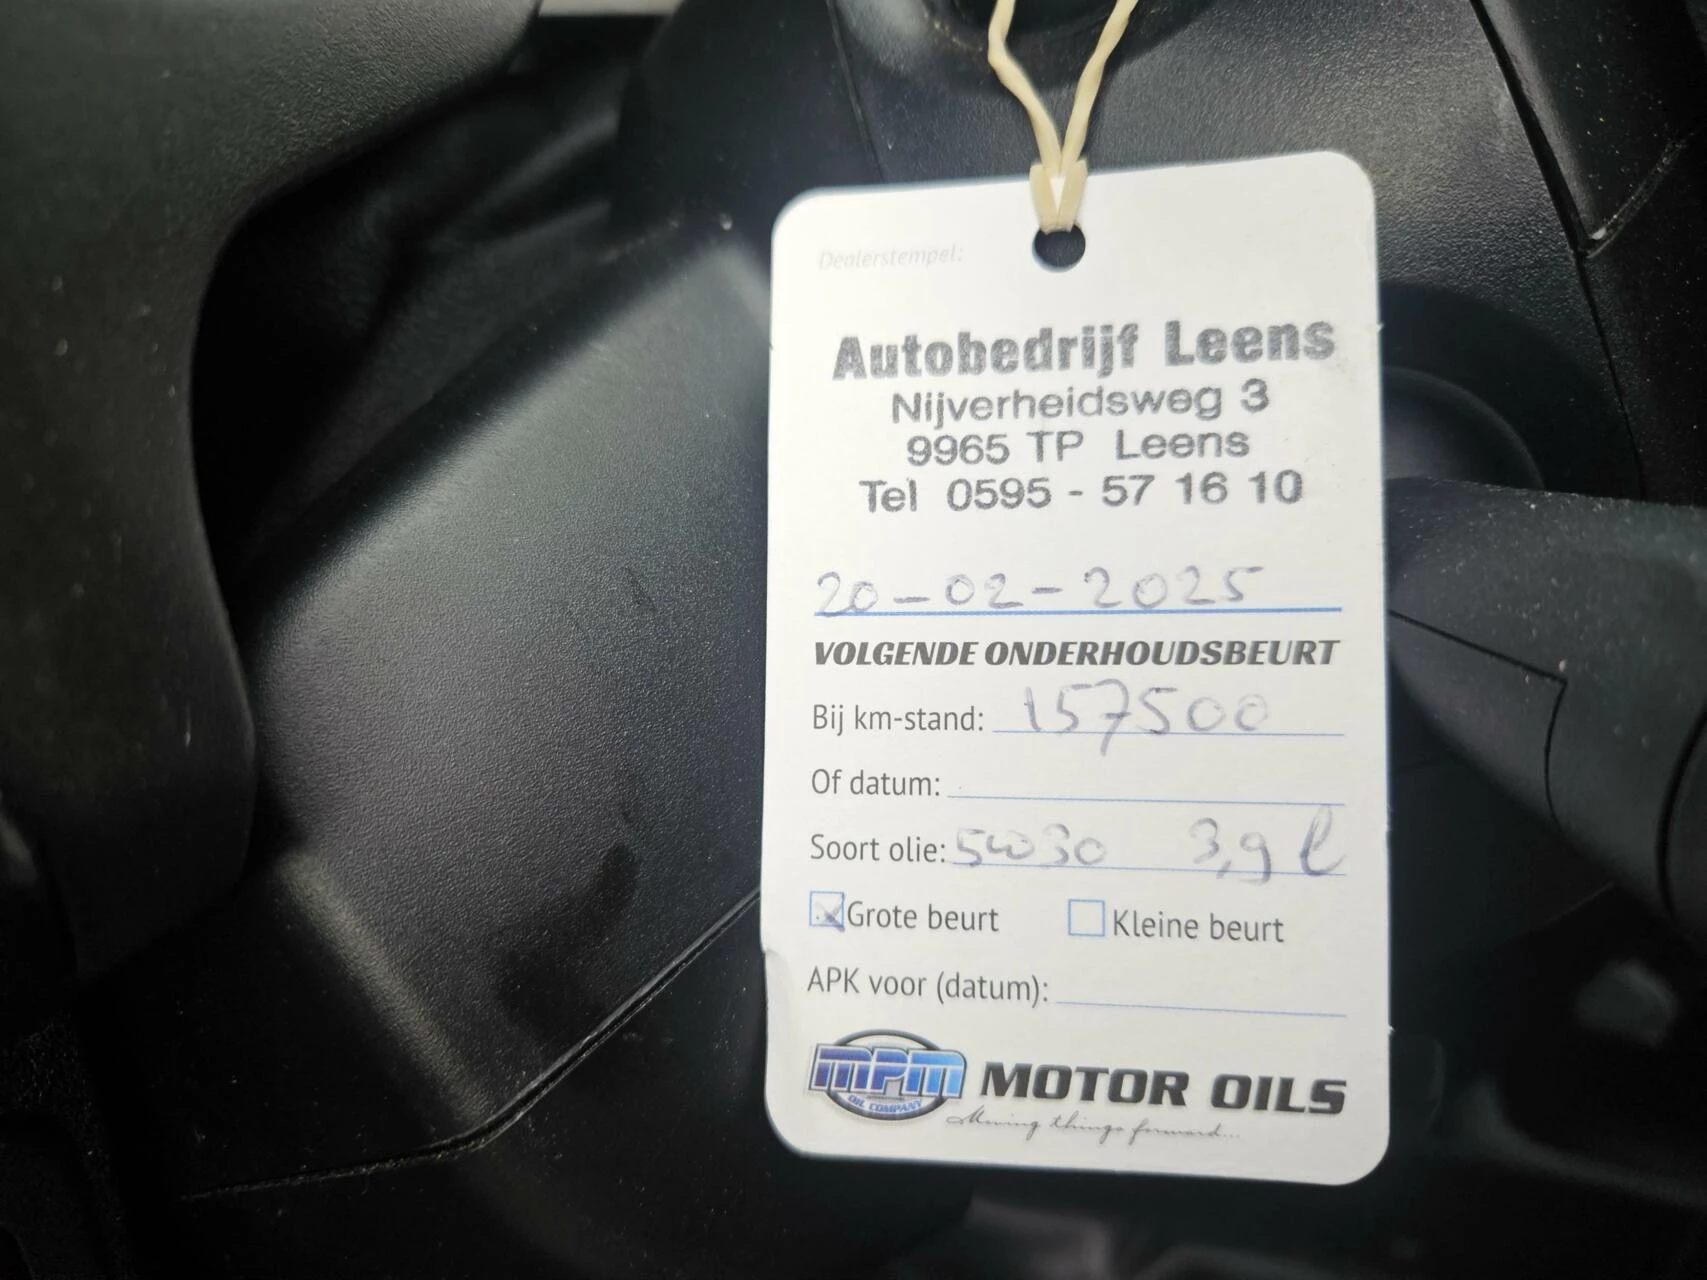 Dealerstempel:
Autobedrijf Leens
Nijverheidsweg 3
9965 TP Leens
Tel 0595 - 57 16 10
20-02-2025
VOLGENDE ONDERHOUDSBEURT
Bij km-stand: 157500
Of datum:
Soort olie: 5W30 3,9 l
Grote beurt Kleine beurt
APK voor (datum):
MPM MOTOR OILS
OIL COMPANY
Moving things forward...